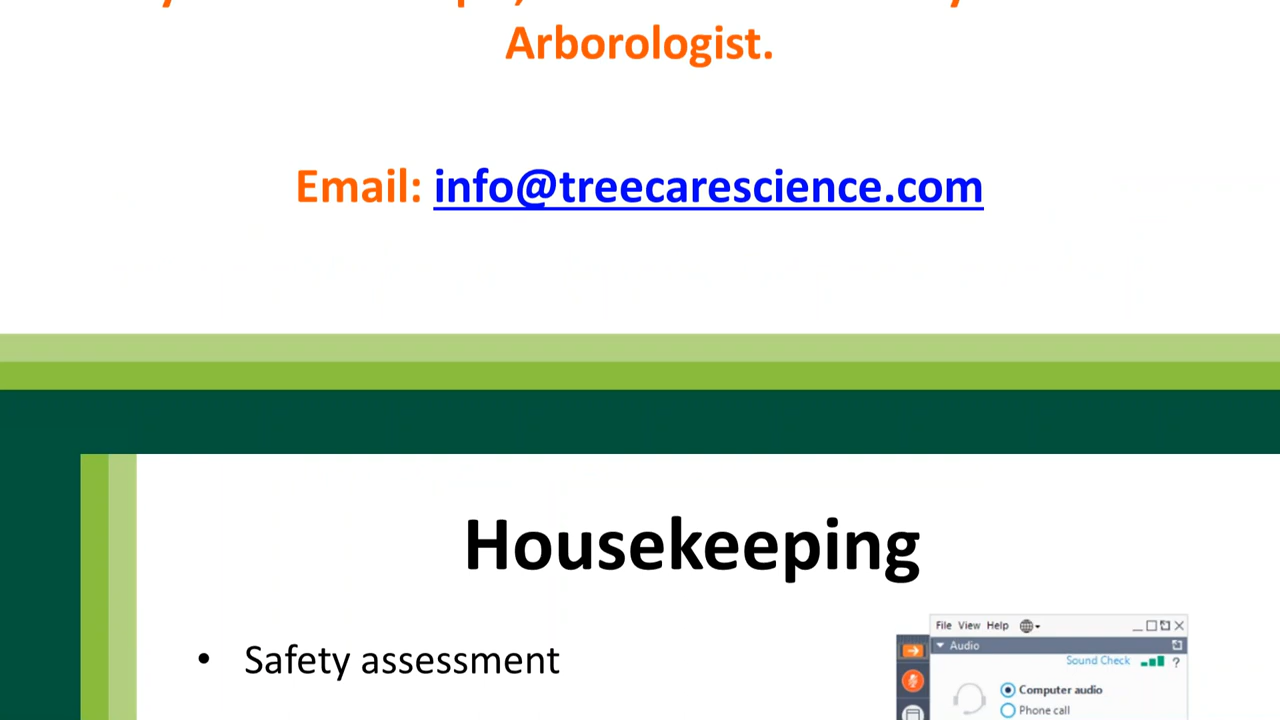 Arborologist.
Email: info@treecarescience.com
Housekeeping
• Safety assessment
File View Help
Audio
Sound Check ?
Computer audio
Phone call